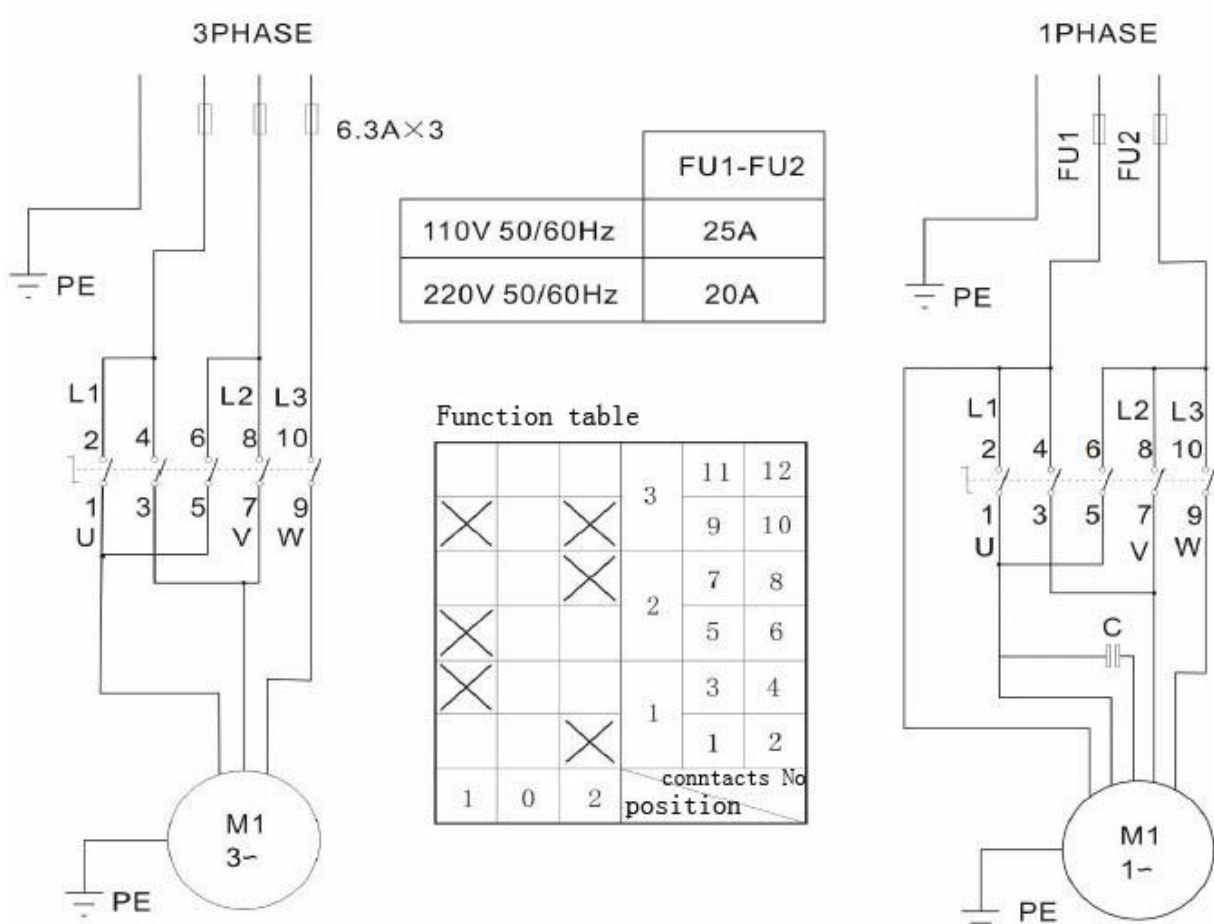 3PHASE
6.3A×3
PE
L1 L2 L3
2 4 6 8 10
1 3 5 7 9
U V W
M1
3~
PE
FU1-FU2
110V 50/60Hz 25A
220V 50/60Hz 20A
Function table
3 11 12
9 10
2 7 8
5 6
1 3 4
1 2
conntacts No
1 0 2 position
1PHASE
FU1 FU2
PE
L1 L2 L3
2 4 6 8 10
1 3 5 7 9
U V W
C
M1
1~
PE